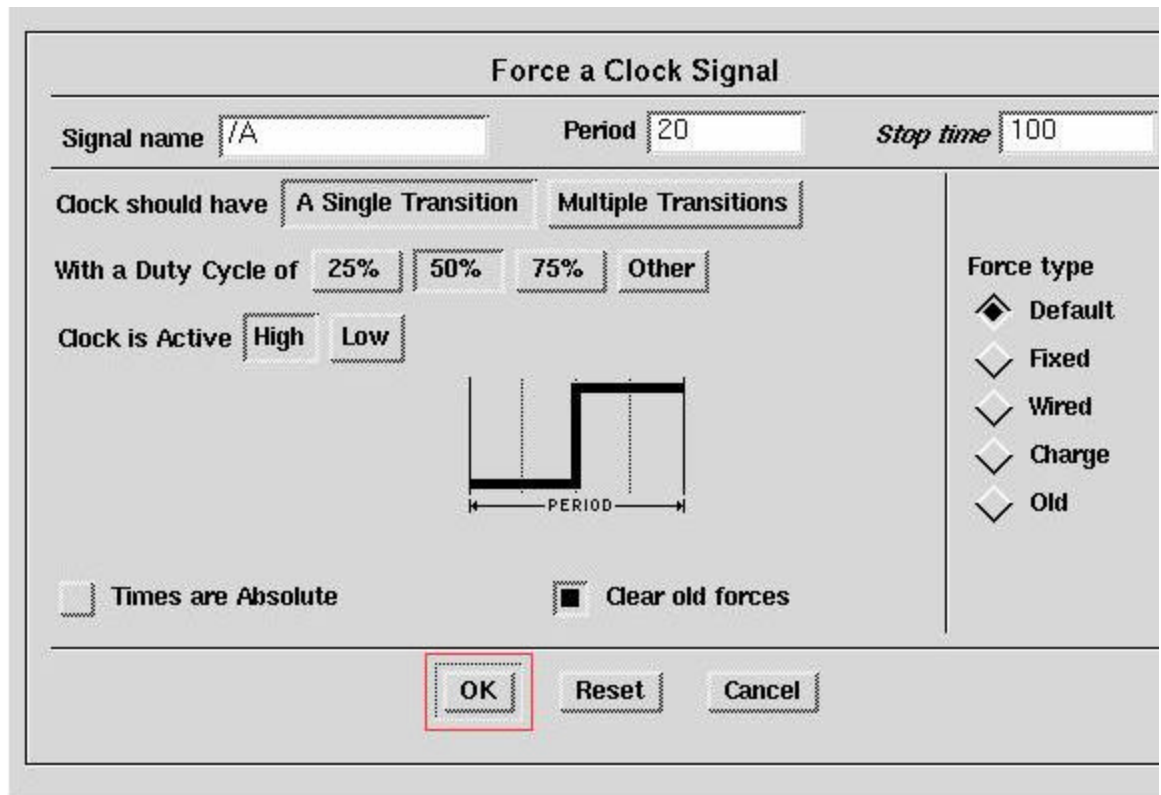 Force a Clock Signal
Signal name /A Period 20 Stop time 100
Clock should have A Single Transition Multiple Transitions
With a Duty Cycle of 25% 50% 75% Other
Clock is Active High Low
PERIOD
Force type
Default
Fixed
Wired
Charge
Old
Times are Absolute Clear old forces
OK Reset Cancel